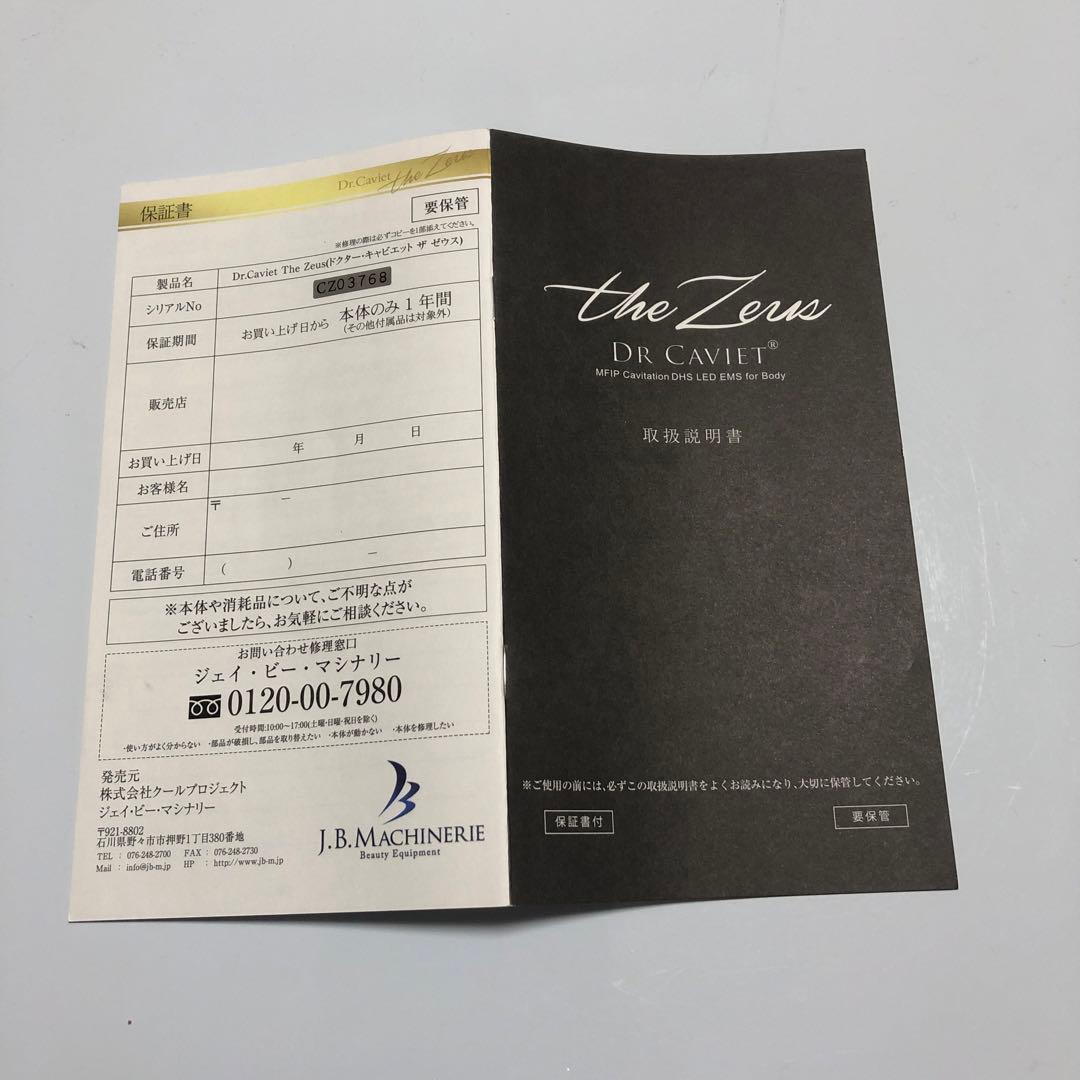 Dr.Caviet the Zeus
保証書
要保管
※修理の際は必ずコピーを1部添えてください。
製品名 Dr.Caviet The Zeus(ドクター・キャビエット ザ ゼウス)
シリアルNo CZ03768
保証期間 お買い上げ日から 本体のみ1年間
(その他付属品は対象外)
販売店
お買い上げ日 年 月 日
お客様名
ご住所 〒 －
電話番号 ( ) －
※本体や消耗品について、ご不明な点が
ございましたら、お気軽にご相談ください。
お問い合わせ修理窓口
ジェイ・ビー・マシナリー
0120-00-7980
受付時間:10:00～17:00(土曜・日曜・祝日を除く)
・使い方がよく分からない ・部品が破損し、部品を取り替えたい ・本体が動かない ・本体を修理したい
発売元
株式会社クールプロジェクト
ジェイ・ビー・マシナリー
〒921-8802
石川県野々市市押野1丁目380番地
TEL : 076-248-2700 FAX : 076-248-2730
Mail : info@jb-m.jp HP : http://www.jb-m.jp
J.B.MACHINERIE
Beauty Equipment
the Zeus
DR CAVIET®
MFIP Cavitation DHS LED EMS for Body
取扱説明書
※ご使用の前には、必ずこの取扱説明書をよくお読みになり、大切に保管してください。
保証書付
要保管